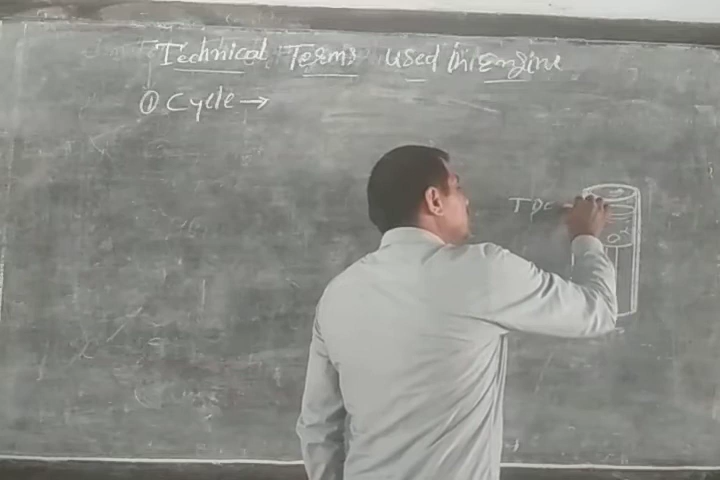 Technical Terms used in engine
① Cycle →
TDC